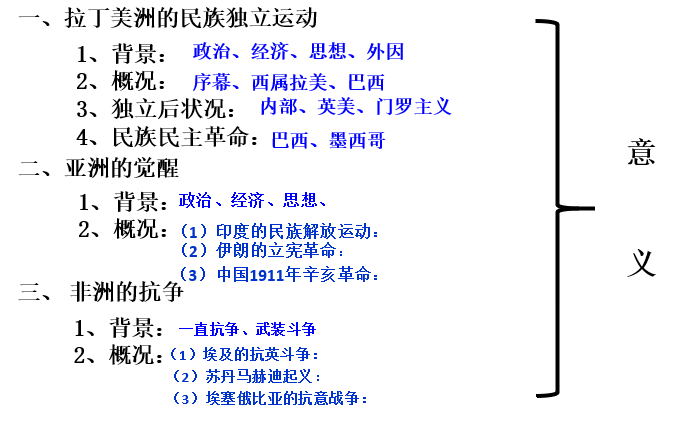 一、拉丁美洲的民族独立运动
1、背景：政治、经济、思想、外因
2、概况：序幕、西属拉美、巴西
3、独立后状况：内部、英美、门罗主义
4、民族民主革命：巴西、墨西哥
二、亚洲的觉醒
1、背景：政治、经济、思想、
2、概况：（1）印度的民族解放运动：
（2）伊朗的立宪革命：
（3）中国1911年辛亥革命：
三、非洲的抗争
1、背景：一直抗争、武装斗争
2、概况：（1）埃及的抗英斗争：
（2）苏丹马赫迪起义：
（3）埃塞俄比亚的抗意战争：
意
义